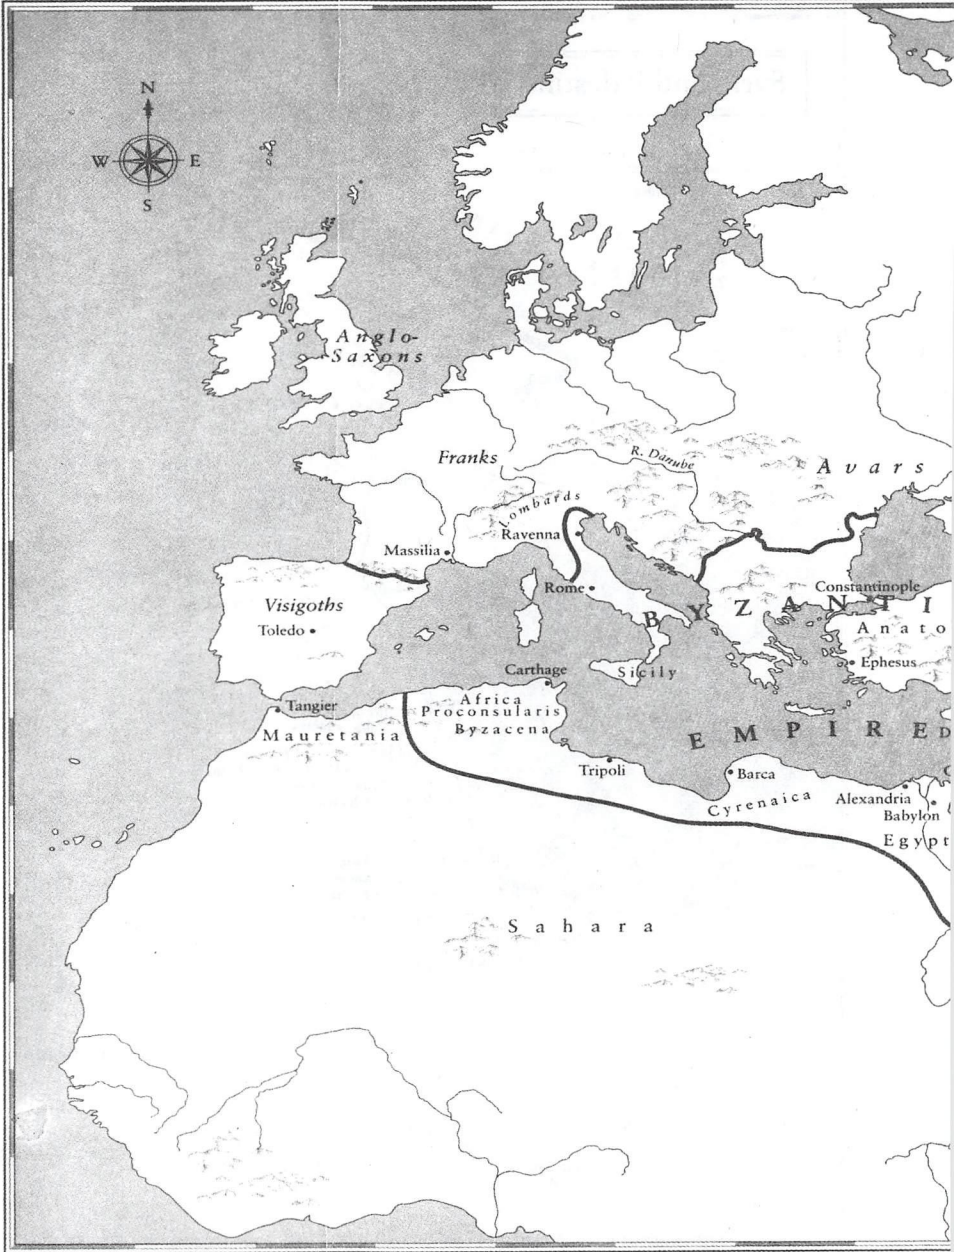 N
W E
S
Anglo-
Saxons
Franks
R. Danube
Avars
Lombards
Ravenna
Massilia
Rome
Constantinople
BYZANTI
Anato
Visigoths
Toledo
Ephesus
Carthage
Sicily
Tangier
Africa
Proconsularis
Byzacena
Mauretania
EMPIRE
D
Tripoli
Barca
C
Cyrenaica
Alexandria
Babylon
Egypt
Sahara